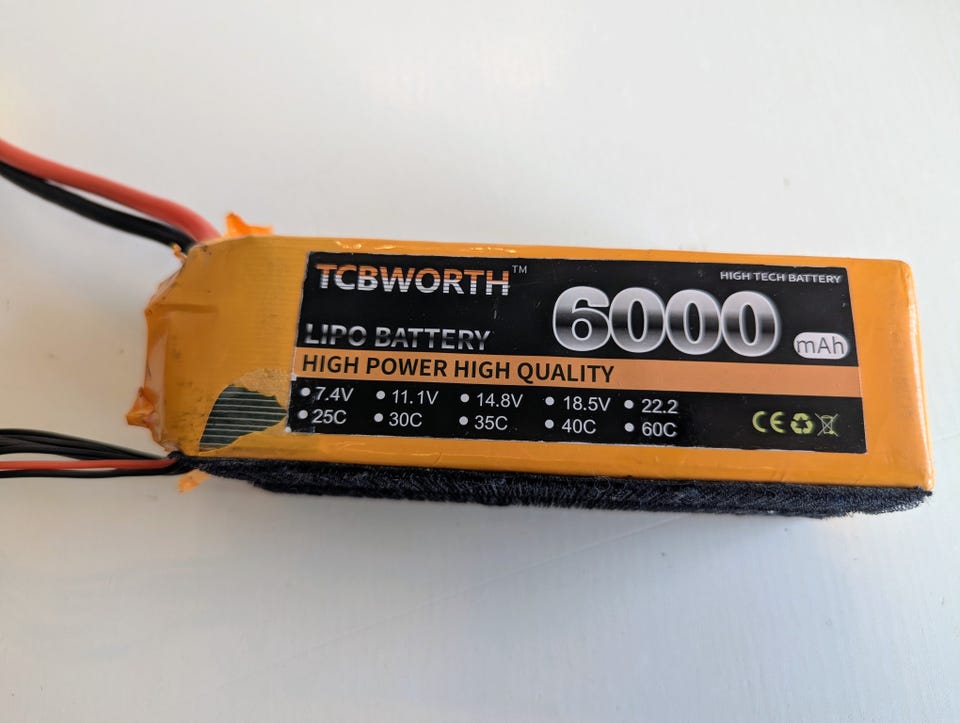 TCBWORTH™
HIGH TECH BATTERY
6000 mAh
LIPO BATTERY
HIGH POWER HIGH QUALITY
• 7.4V • 11.1V • 14.8V • 18.5V • 22.2
• 25C • 30C • 35C • 40C • 60C
CE